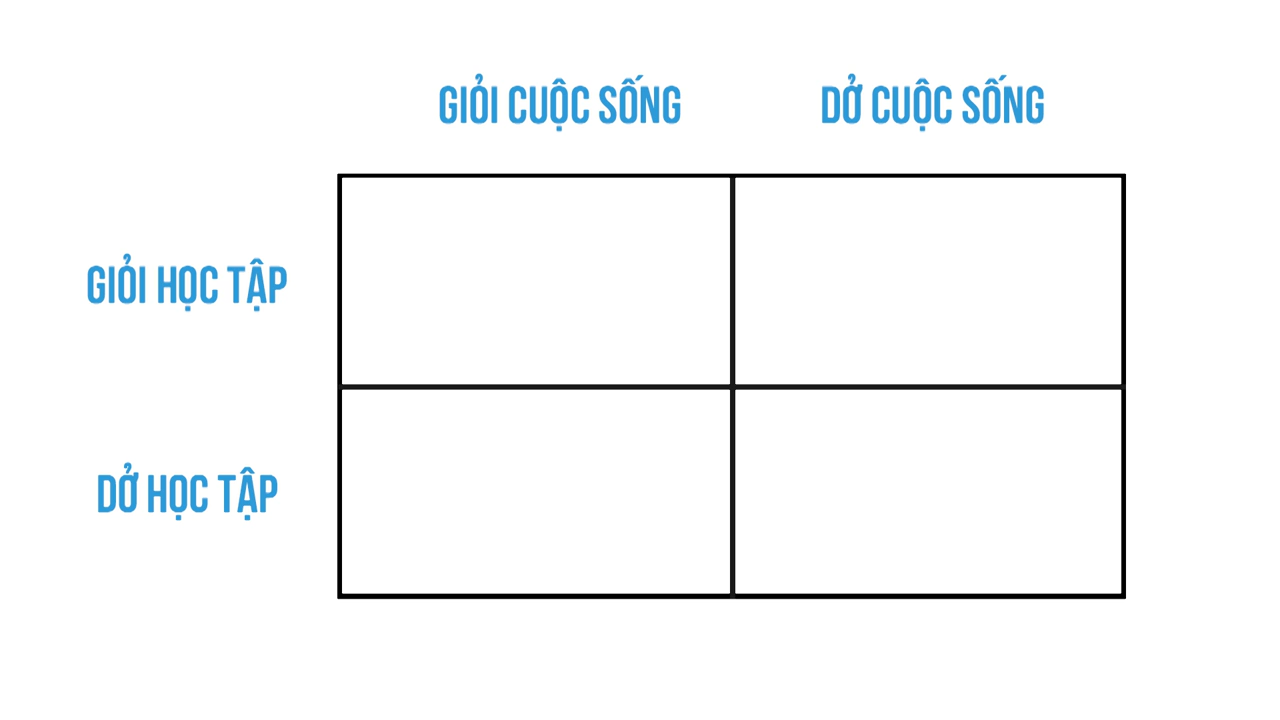 GIỎI CUỘC SỐNG
DỞ CUỘC SỐNG
GIỎI HỌC TẬP
DỞ HỌC TẬP